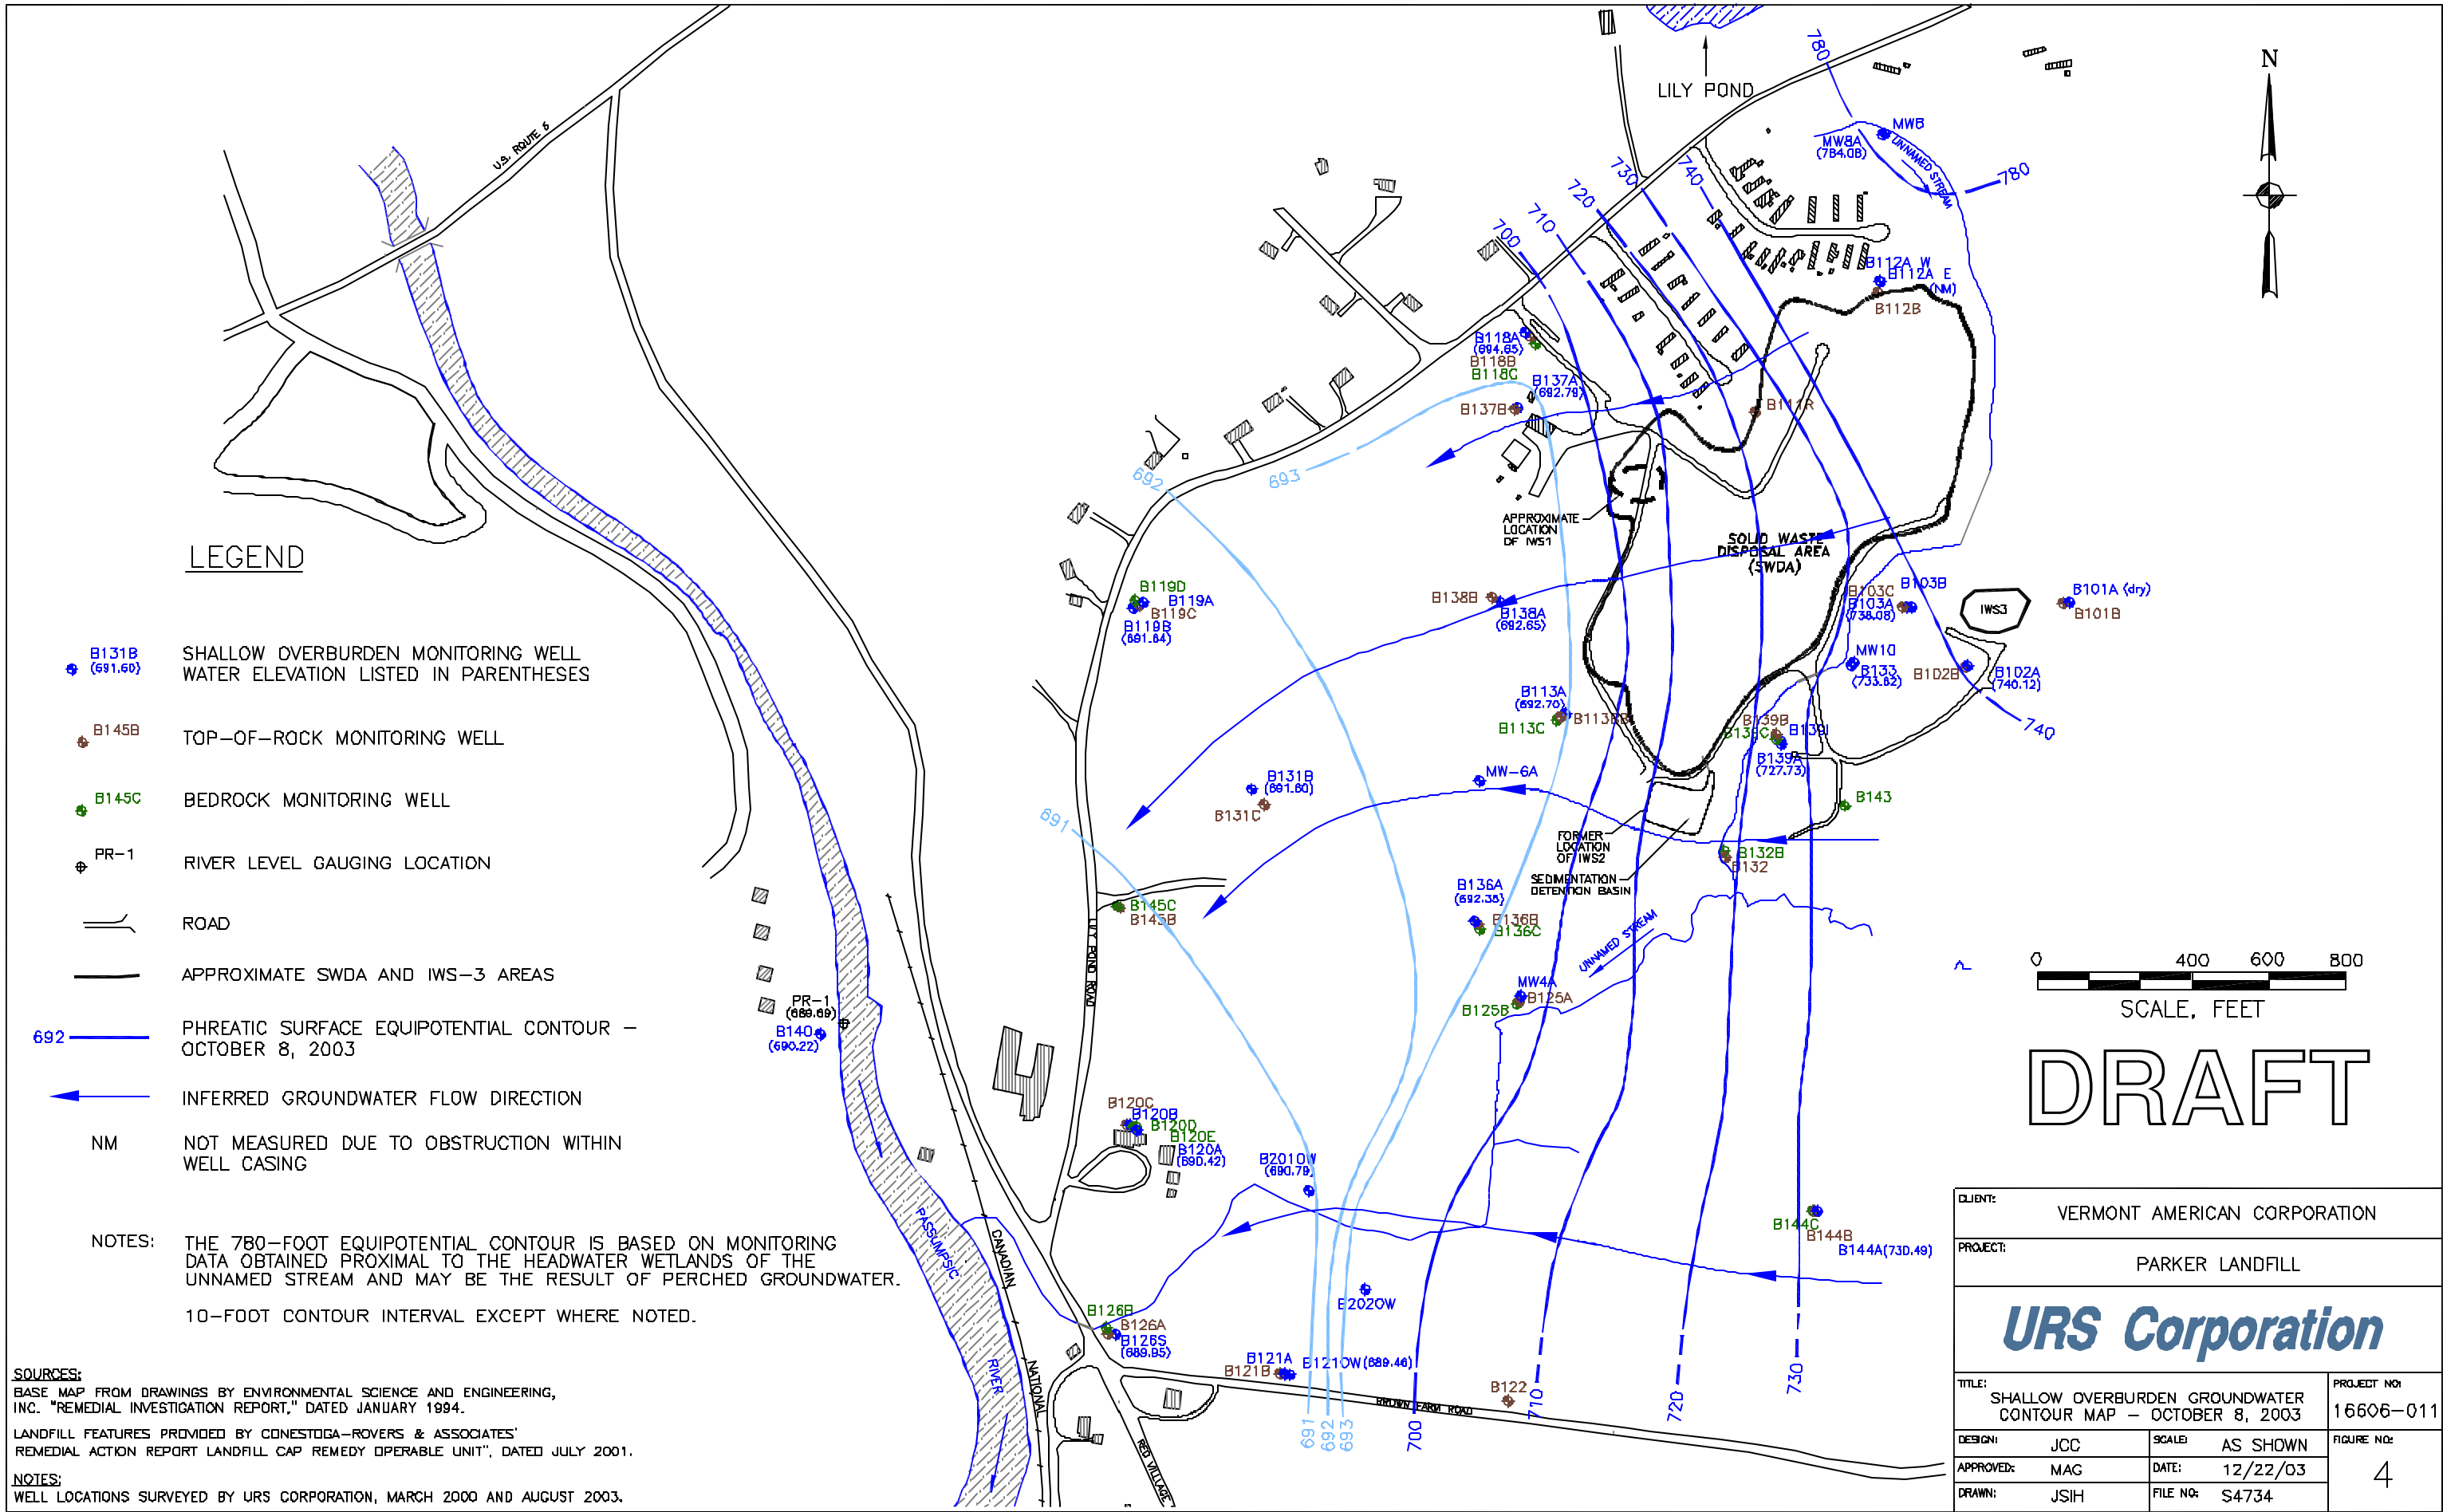 U.S. ROUTE 5
LILY POND
780
MW8
MW8A
(784.08)
UNNAMED STREAM
780
N
700
710
720
730
740
B112A W
B112A E
(NM)
B112B
B118A
(694.65)
B118B
B118C
B137A
(692.79)
B137B
B111R
692
693
APPROXIMATE
LOCATION
OF IWS1
SOLID WASTE
DISPOSAL AREA
(SWDA)
B119D
B119A
B119C
B119B
(691.64)
B138B
B138A
(692.65)
B103C
B103B
B103A
(738.08)
IWS3
B101A (dry)
B101B
MW10
B133
(733.82)
B102B
B102A
(740.12)
740
B113A
(692.70)
B113C
B139B
B139I
B139C
B139A
(727.73)
B131B
(691.60)
B131C
MW-6A
B143
691
FORMER
LOCATION
OF IWS2
B132B
B132
SEDIMENTATION
DETENTION BASIN
B136A
(692.38)
B136B
B136C
B145C
B145B
UNNAMED STREAM
LILY POND ROAD
MW4A
B125A
B125B
PR-1
(689.69)
B140
(690.22)
B120C
B120B
B120D
B120E
B120A
(690.42)
B201OW
(690.79)
B144C
B144B
B144A(730.49)
B202OW
PASSUMPSIC
RIVER
CANADIAN
NATIONAL
B126B
B126A
B126S
(689.95)
B121A
B121B
B121OW(689.46)
B122
BROWN FARM ROAD
RED VILLAGE
691
692
693
700
710
720
730
LEGEND
B131B
(691.60)
SHALLOW OVERBURDEN MONITORING WELL
WATER ELEVATION LISTED IN PARENTHESES
B145B
TOP-OF-ROCK MONITORING WELL
B145C
BEDROCK MONITORING WELL
PR-1
RIVER LEVEL GAUGING LOCATION
ROAD
APPROXIMATE SWDA AND IWS-3 AREAS
692
PHREATIC SURFACE EQUIPOTENTIAL CONTOUR -
OCTOBER 8, 2003
INFERRED GROUNDWATER FLOW DIRECTION
NM
NOT MEASURED DUE TO OBSTRUCTION WITHIN
WELL CASING
NOTES:
THE 780-FOOT EQUIPOTENTIAL CONTOUR IS BASED ON MONITORING
DATA OBTAINED PROXIMAL TO THE HEADWATER WETLANDS OF THE
UNNAMED STREAM AND MAY BE THE RESULT OF PERCHED GROUNDWATER.
10-FOOT CONTOUR INTERVAL EXCEPT WHERE NOTED.
SOURCES:
BASE MAP FROM DRAWINGS BY ENVIRONMENTAL SCIENCE AND ENGINEERING,
INC. "REMEDIAL INVESTIGATION REPORT," DATED JANUARY 1994.
LANDFILL FEATURES PROVIDED BY CONESTOGA-ROVERS & ASSOCIATES'
REMEDIAL ACTION REPORT LANDFILL CAP REMEDY OPERABLE UNIT", DATED JULY 2001.
NOTES:
WELL LOCATIONS SURVEYED BY URS CORPORATION, MARCH 2000 AND AUGUST 2003.
0 400 600 800
SCALE, FEET
DRAFT
CLIENT:
VERMONT AMERICAN CORPORATION
PROJECT:
PARKER LANDFILL
URS Corporation
TITLE:
SHALLOW OVERBURDEN GROUNDWATER
CONTOUR MAP - OCTOBER 8, 2003
PROJECT NO:
16606-011
DESIGN: JCC
SCALE: AS SHOWN
FIGURE NO:
4
APPROVED: MAG
DATE: 12/22/03
DRAWN: JSIH
FILE NO: S4734